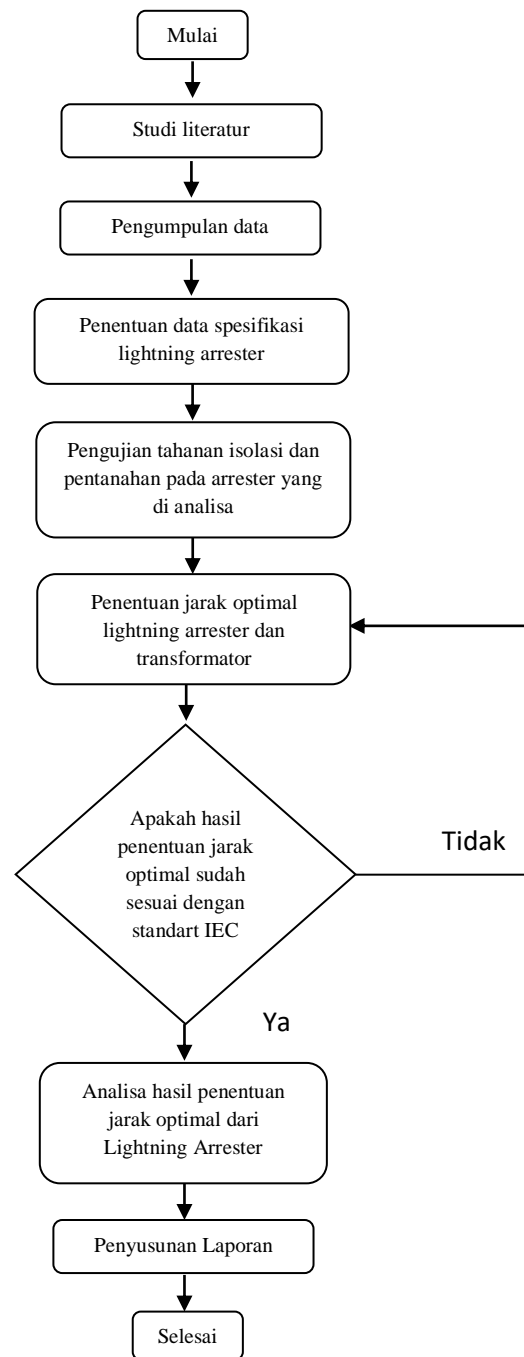 Mulai
Studi literatur
Pengumpulan data
Penentuan data spesifikasi
lightning arrester
Pengujian tahanan isolasi dan
pentanahan pada arrester yang
di analisa
Penentuan jarak optimal
lightning arrester dan
transformator
Apakah hasil
penentuan jarak
optimal sudah
sesuai dengan
standart IEC
Tidak
Ya
Analisa hasil penentuan
jarak optimal dari
Lightning Arrester
Penyusunan Laporan
Selesai